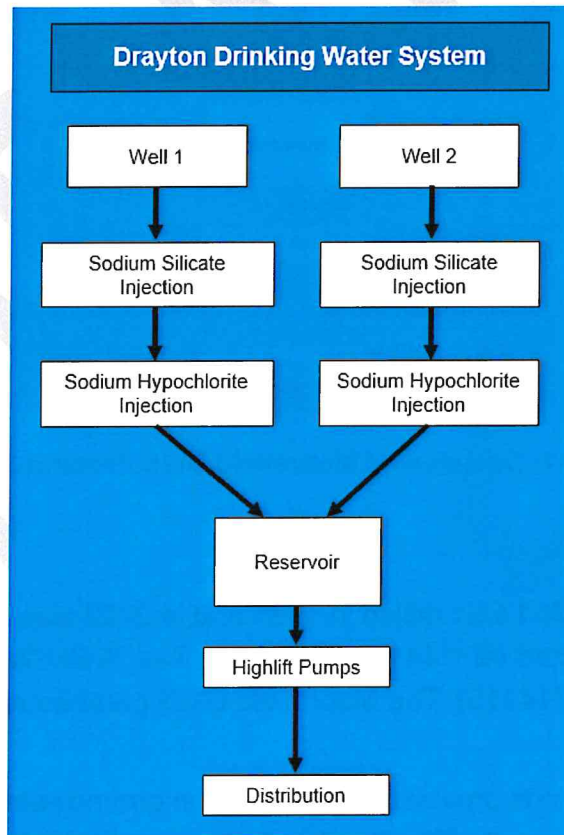 Drayton Drinking Water System
Well 1
Well 2
Sodium Silicate
Injection
Sodium Silicate
Injection
Sodium Hypochlorite
Injection
Sodium Hypochlorite
Injection
Reservoir
Highlift Pumps
Distribution